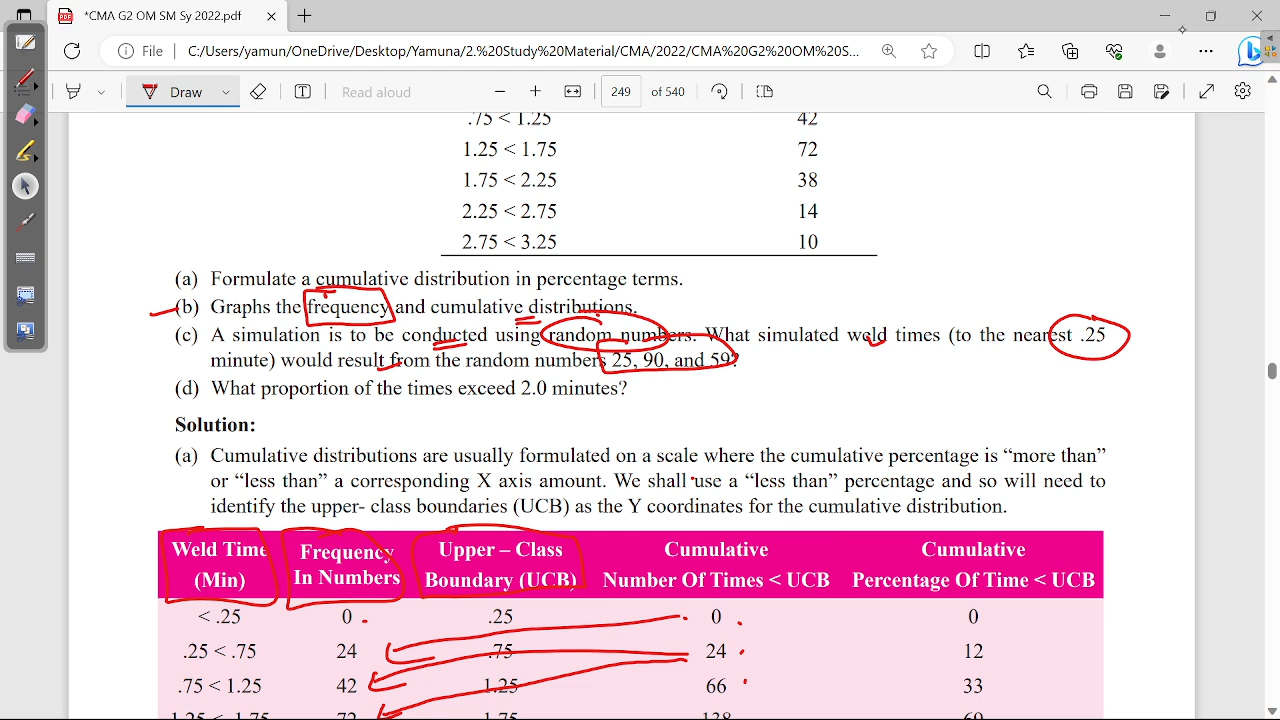 *CMA G2 OM SM Sy 2022.pdf
File
C:/Users/yamun/OneDrive/Desktop/Yamuna/2.%20Study%20Material/CMA/2022/CMA%20G2%20OM%20S...
Draw
Read aloud
249 of 540
.75 < 1.25 42
1.25 < 1.75 72
1.75 < 2.25 38
2.25 < 2.75 14
2.75 < 3.25 10
(a) Formulate a cumulative distribution in percentage terms.
(b) Graphs the frequency and cumulative distributions.
(c) A simulation is to be conducted using random numbers. What simulated weld times (to the nearest .25
minute) would result from the random numbers 25, 90, and 59?
(d) What proportion of the times exceed 2.0 minutes?
Solution:
(a) Cumulative distributions are usually formulated on a scale where the cumulative percentage is “more than”
or “less than” a corresponding X axis amount. We shall use a “less than” percentage and so will need to
identify the upper- class boundaries (UCB) as the Y coordinates for the cumulative distribution.
Weld Time Frequency Upper – Class Cumulative Cumulative
(Min) In Numbers Boundary (UCB) Number Of Times < UCB Percentage Of Time < UCB
< .25 0 .25 0 0
.25 < .75 24 .75 24 12
.75 < 1.25 42 1.25 66 33
1.25 < 1.75 72 1.75 138 69